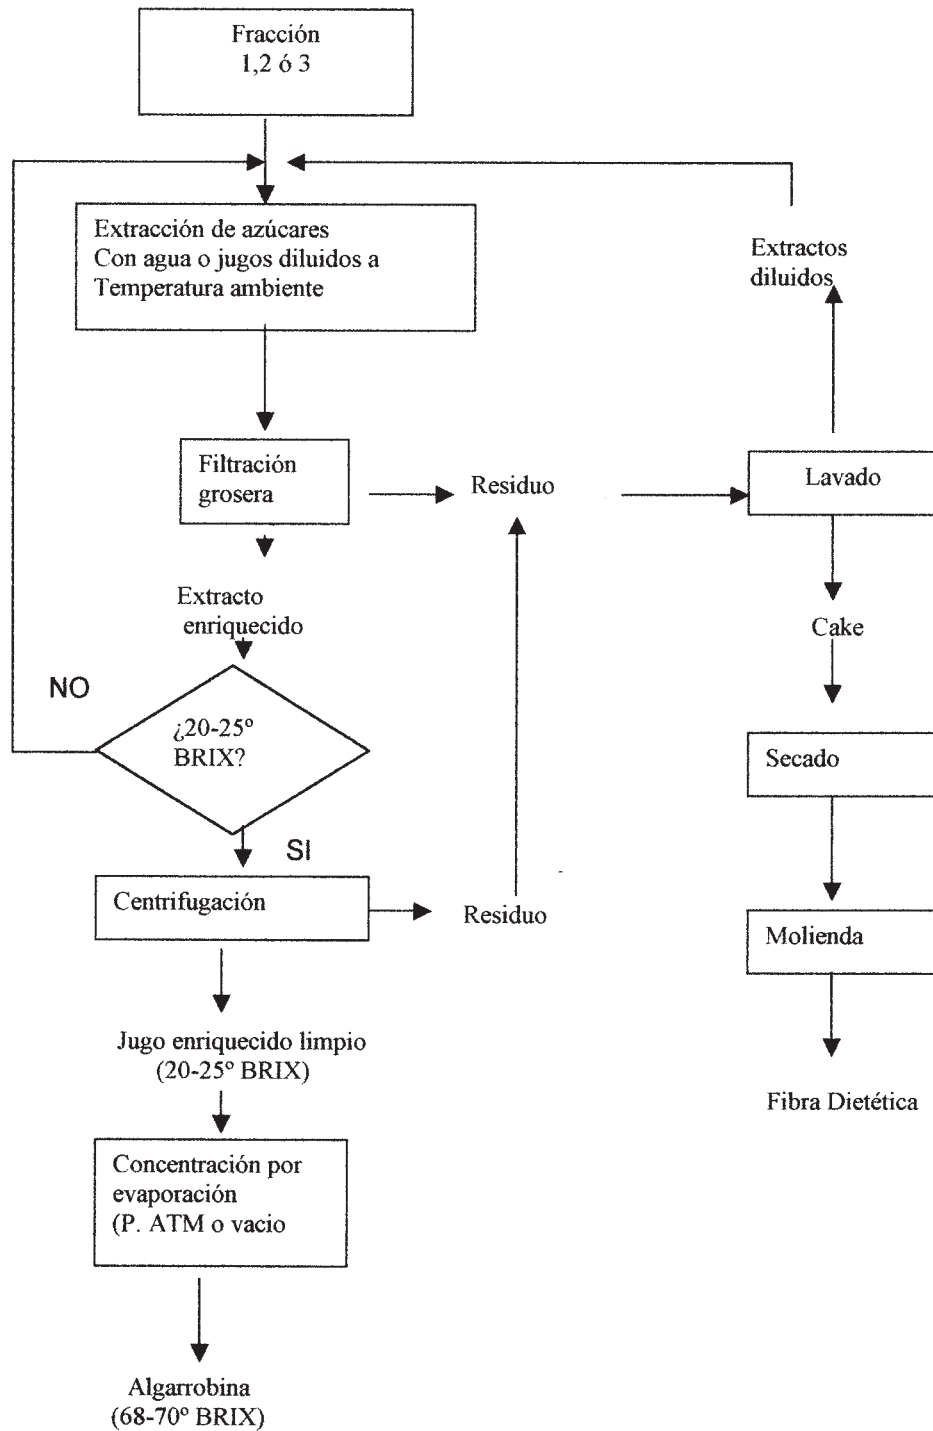 Fracción
1,2 ó 3
Extracción de azúcares
Con agua o jugos diluidos a
Temperatura ambiente
Extractos
diluidos
Filtración
grosera
Residuo
Lavado
Extracto
enriquecido
Cake
NO
¿20-25º
BRIX?
Secado
SI
Centrifugación
Residuo
Molienda
Jugo enriquecido limpio
(20-25º BRIX)
Fibra Dietética
Concentración por
evaporación
(P. ATM o vacio
Algarrobina
(68-70º BRIX)